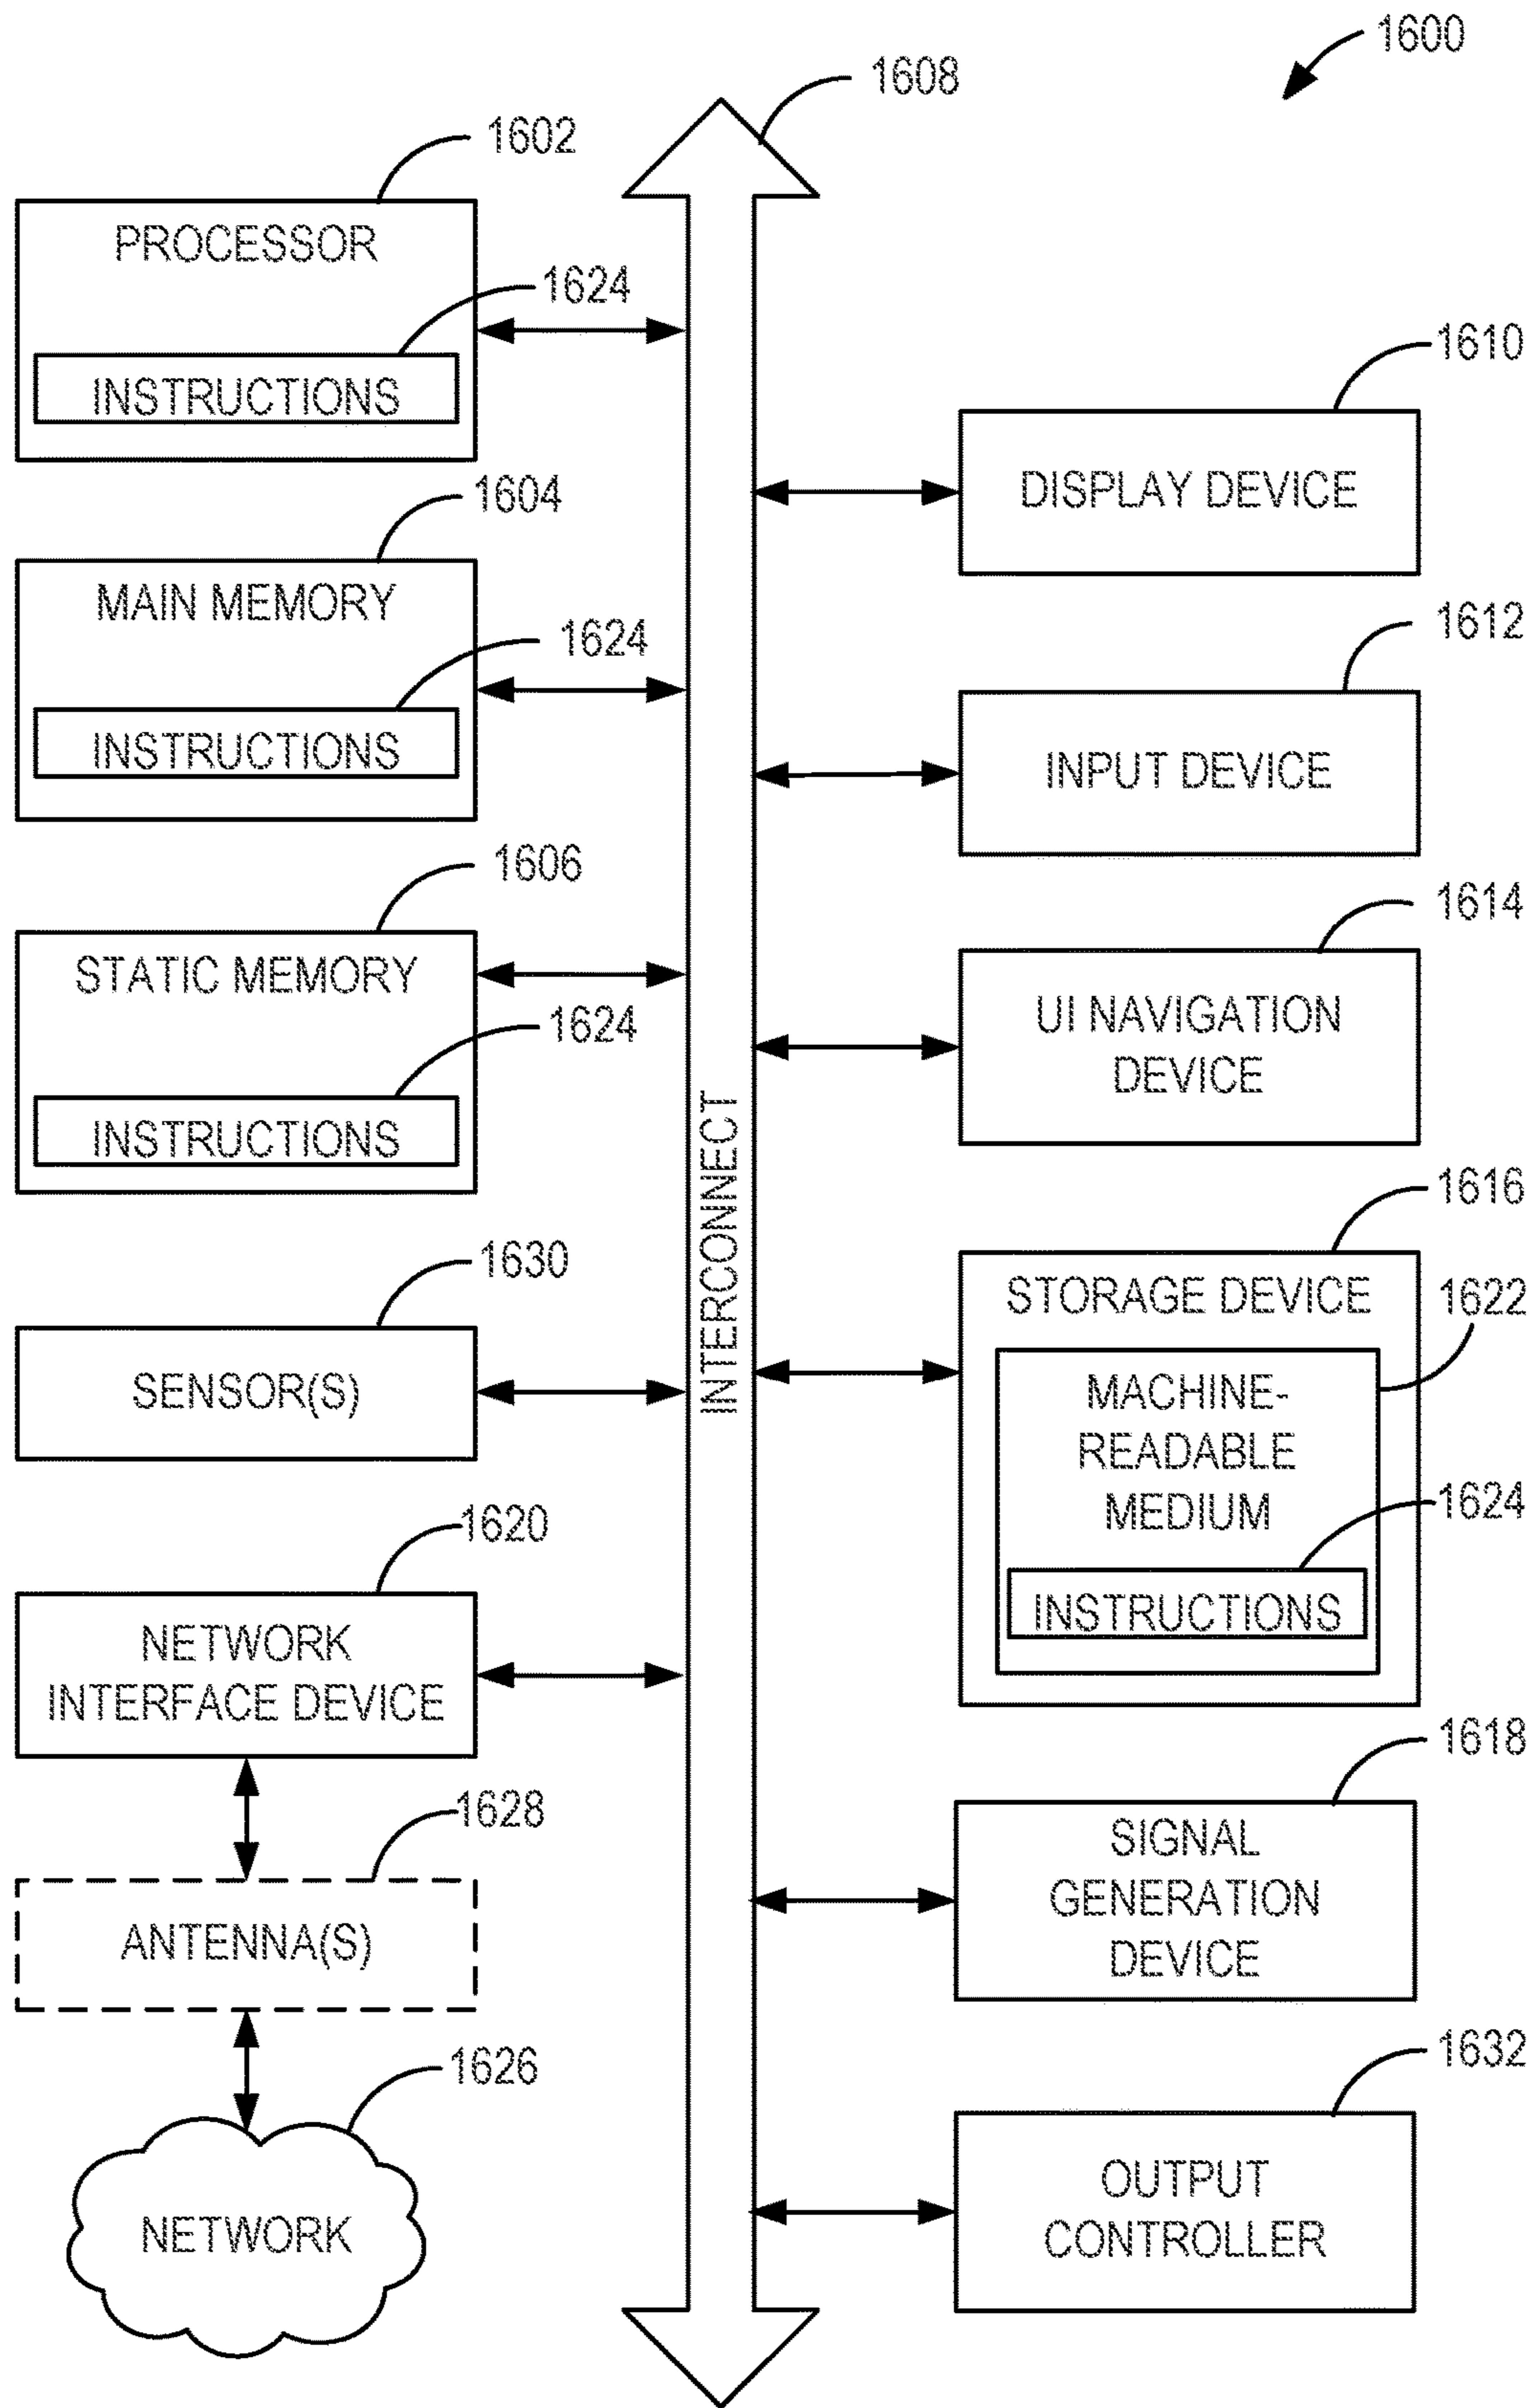 1600
1608
1602
PROCESSOR
1624
INSTRUCTIONS
1604
MAIN MEMORY
1624
INSTRUCTIONS
1606
STATIC MEMORY
1624
INSTRUCTIONS
1630
SENSOR(S)
1620
NETWORK
INTERFACE DEVICE
1628
ANTENNA(S)
1626
NETWORK
INTERCONNECT
1610
DISPLAY DEVICE
1612
INPUT DEVICE
1614
UI NAVIGATION
DEVICE
1616
STORAGE DEVICE
1622
MACHINE-
READABLE
MEDIUM
1624
INSTRUCTIONS
1618
SIGNAL
GENERATION
DEVICE
1632
OUTPUT
CONTROLLER